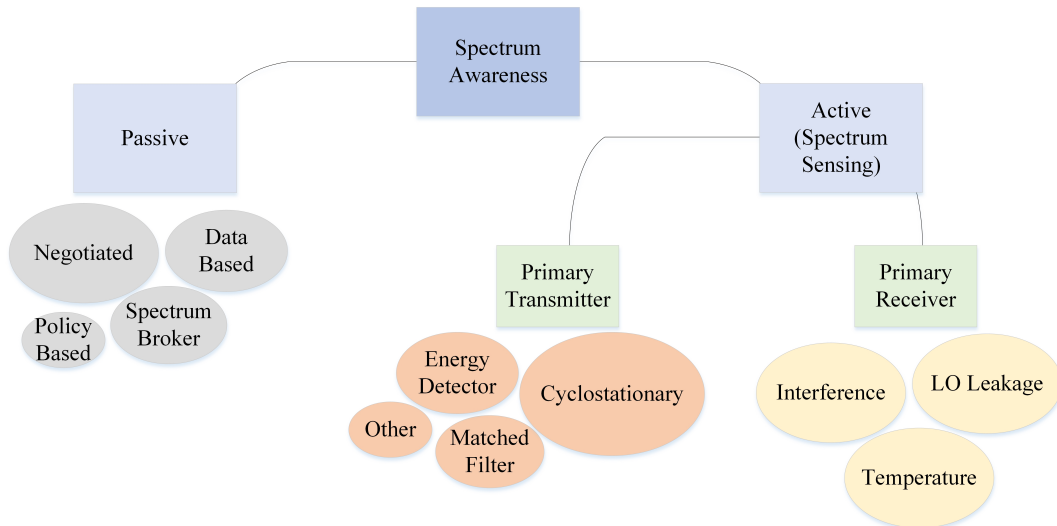 Spectrum
Awareness
Passive
Active
(Spectrum
Sensing)
Negotiated
Data
Based
Policy
Based
Spectrum
Broker
Primary
Transmitter
Primary
Receiver
Energy
Detector
Cyclostationary
Other
Matched
Filter
Interference
LO Leakage
Temperature